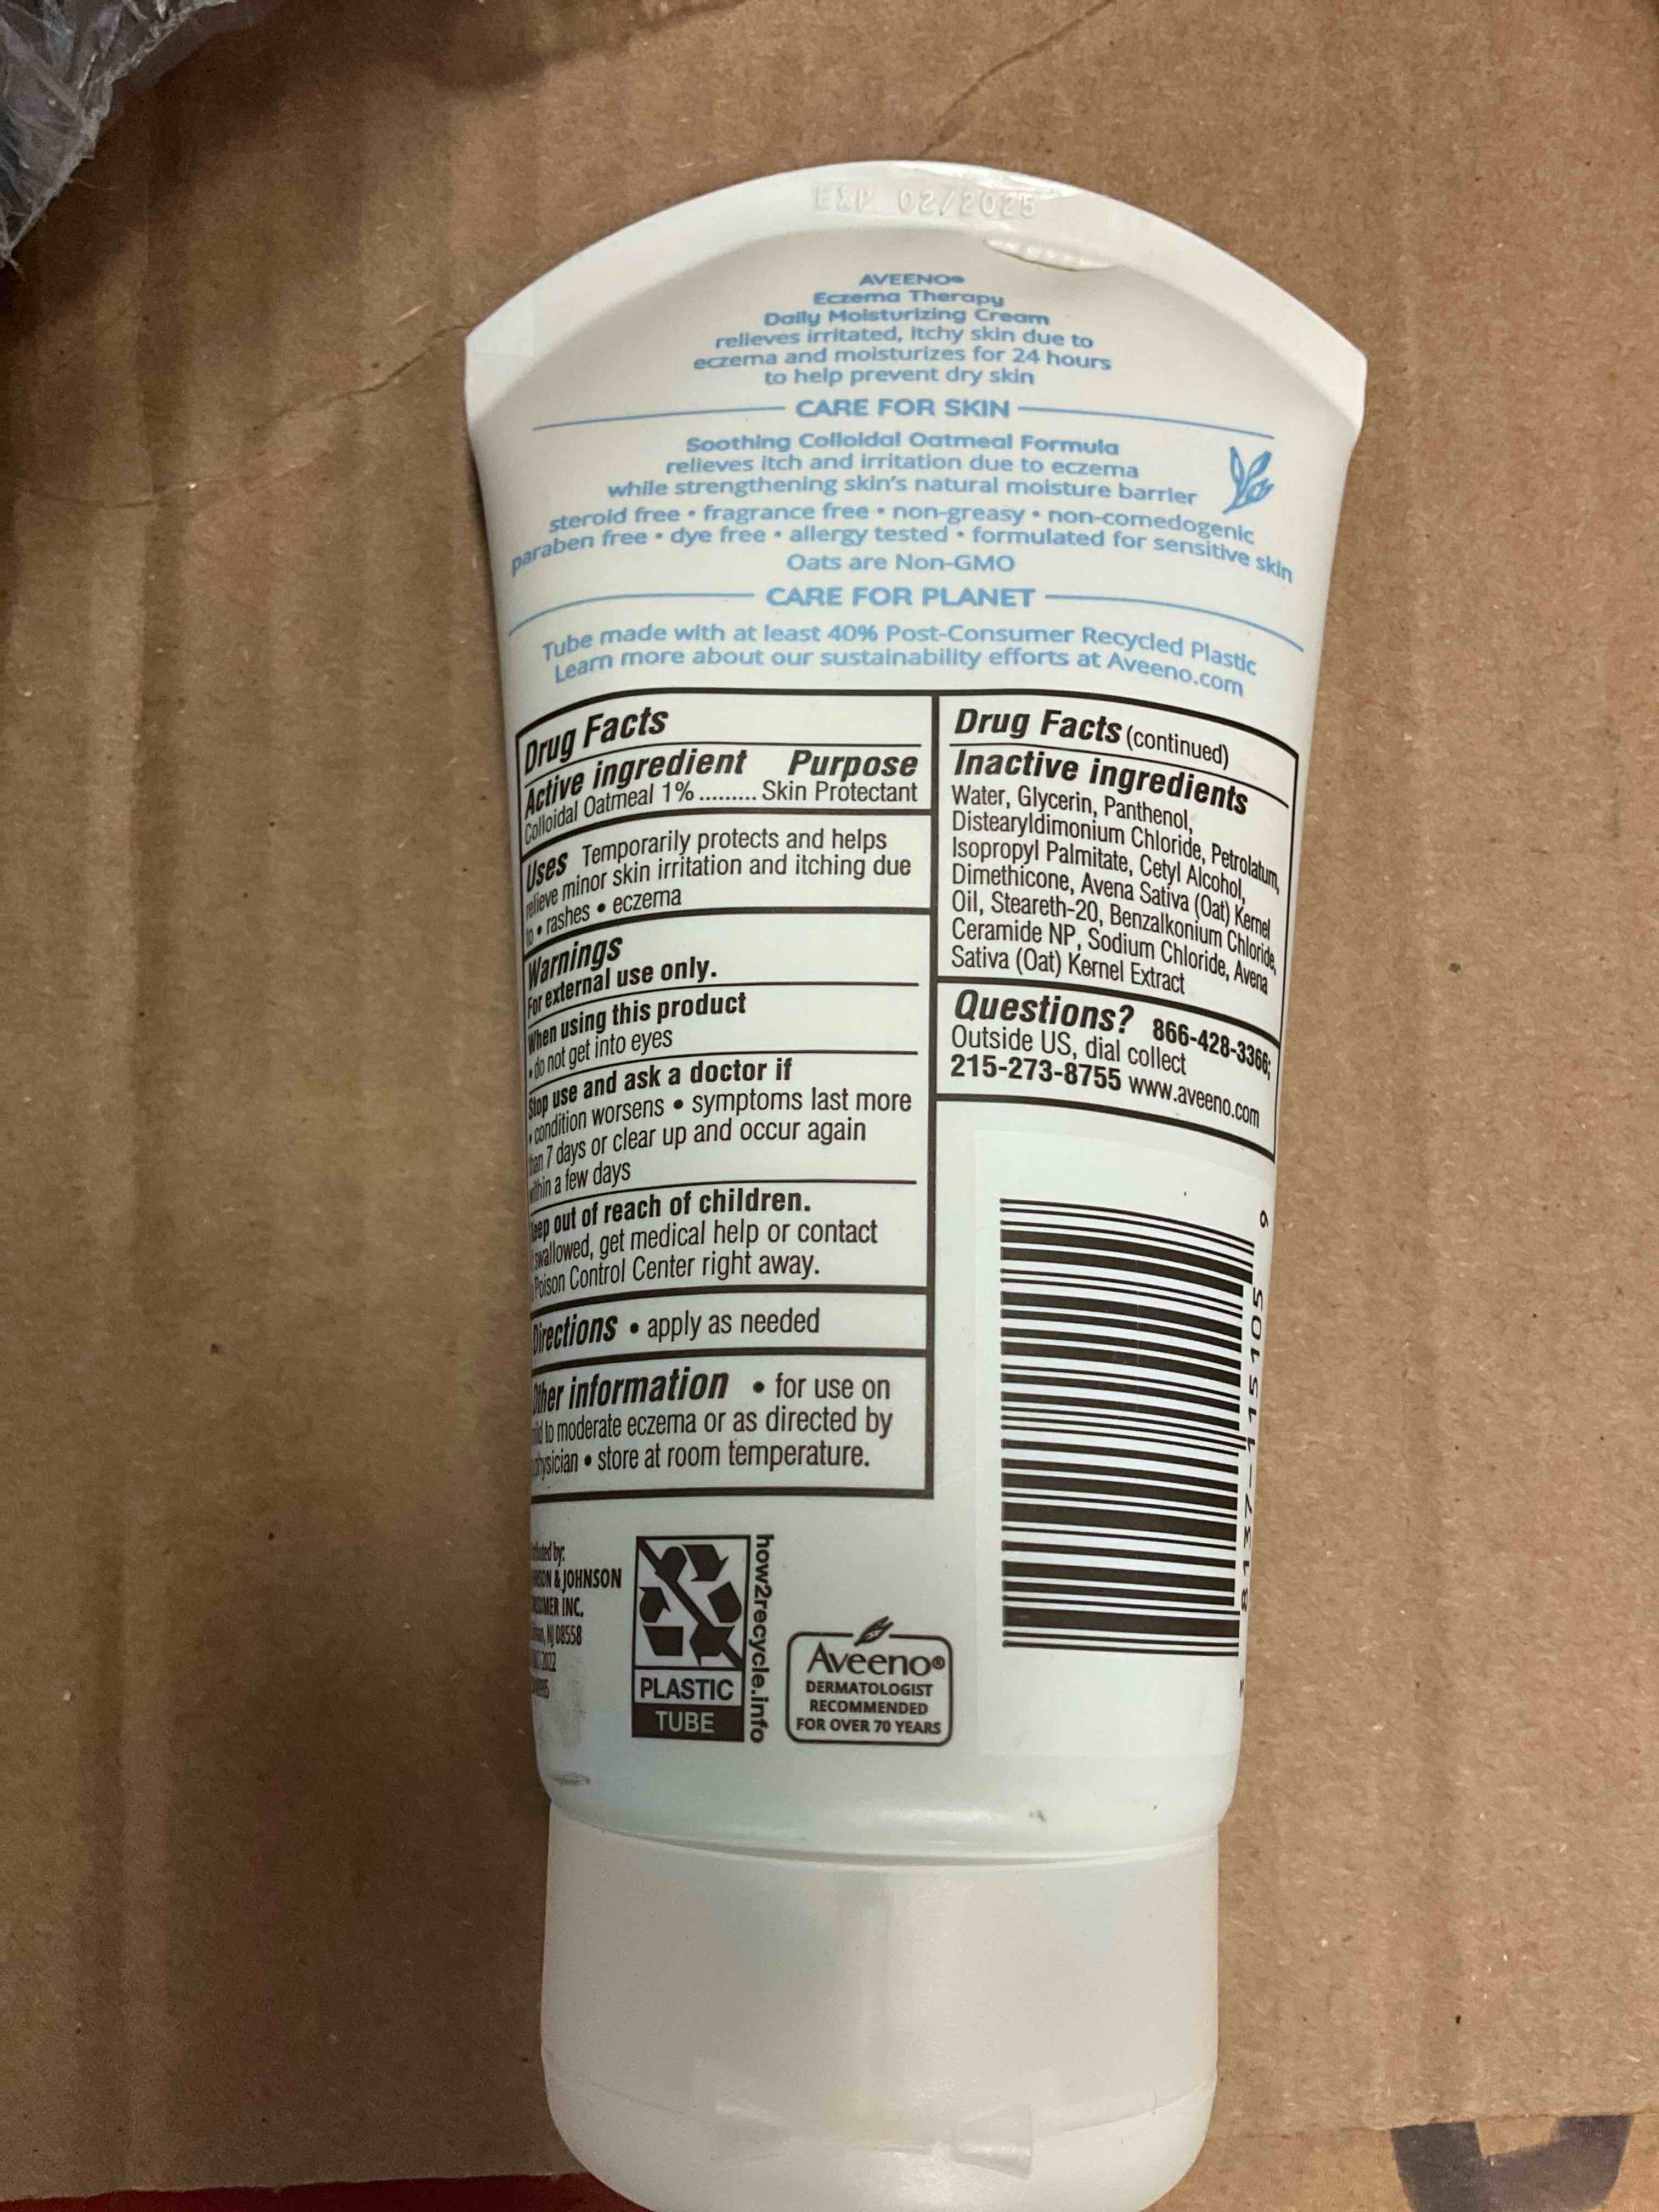 EXP 02/2025
AVEENO®
Eczema Therapy
Daily Moisturizing Cream
relieves irritated, itchy skin due to
eczema and moisturizes for 24 hours
to help prevent dry skin
CARE FOR SKIN
Soothing Colloidal Oatmeal Formula
relieves itch and irritation due to eczema
while strengthening skin's natural moisture barrier
steroid free • fragrance free • non-greasy • non-comedogenic
paraben free • dye free • allergy tested • formulated for sensitive skin
Oats are Non-GMO
CARE FOR PLANET
Tube made with at least 40% Post-Consumer Recycled Plastic
Learn more about our sustainability efforts at Aveeno.com
Drug Facts
Active ingredient Purpose
Colloidal Oatmeal 1% ......... Skin Protectant
Uses Temporarily protects and helps
relieve minor skin irritation and itching due
to • rashes • eczema
Warnings
For external use only.
When using this product
• do not get into eyes
Stop use and ask a doctor if
• condition worsens • symptoms last more
than 7 days or clear up and occur again
within a few days
Keep out of reach of children.
swallowed, get medical help or contact
Poison Control Center right away.
Directions • apply as needed
Other information • for use on
to moderate eczema or as directed by
physician • store at room temperature.
Drug Facts (continued)
Inactive ingredients
Water, Glycerin, Panthenol,
Distearyldimonium Chloride, Petrolatum,
Isopropyl Palmitate, Cetyl Alcohol,
Dimethicone, Avena Sativa (Oat) Kernel
Oil, Steareth-20, Benzalkonium Chloride,
Ceramide NP, Sodium Chloride, Avena
Sativa (Oat) Kernel Extract
Questions? 866-428-3366;
Outside US, dial collect
215-273-8755 www.aveeno.com
8137-115105 9
by:
& JOHNSON
INC.
NJ 08558
PLASTIC
TUBE
how2recycle.info
Aveeno®
DERMATOLOGIST
RECOMMENDED
FOR OVER 70 YEARS